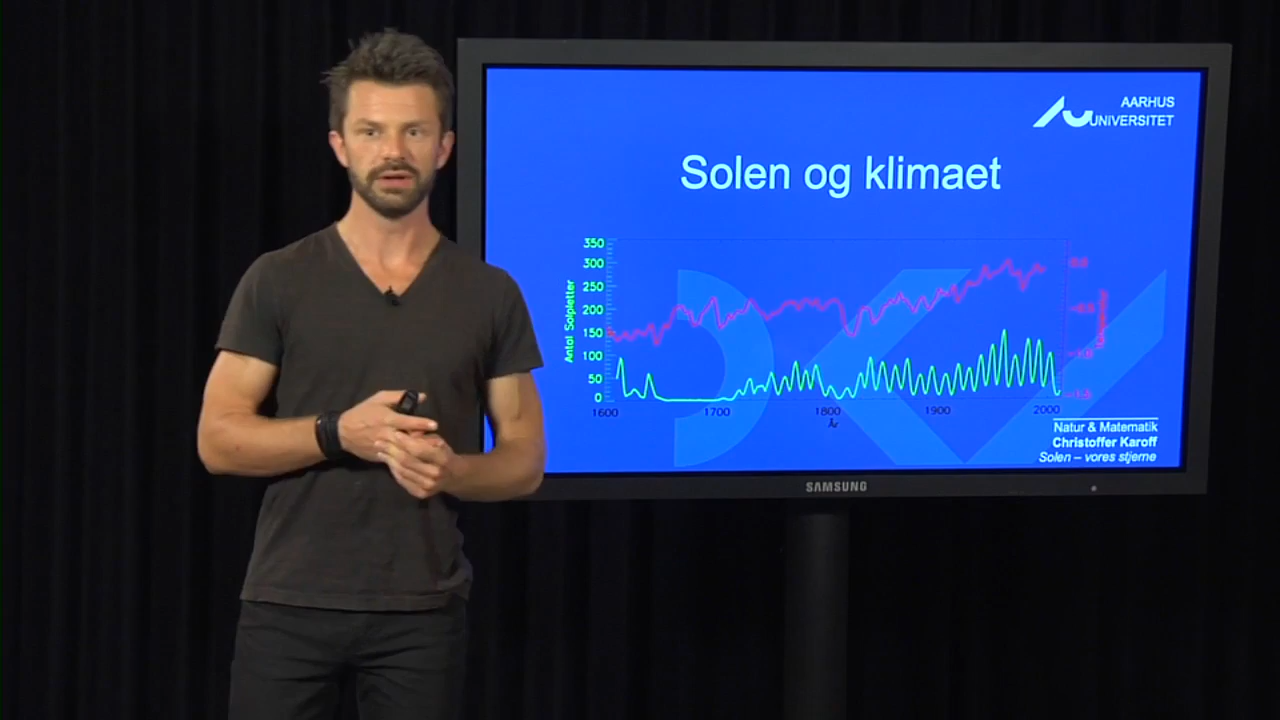 AARHUS
UNIVERSITET
Solen og klimaet
350
300
250
200
150
100
50
0
Antal Solpletter
1600
1700
1800
1900
2000
År
Natur & Matematik
Christoffer Karoff
Solen – vores stjerne
SAMSUNG